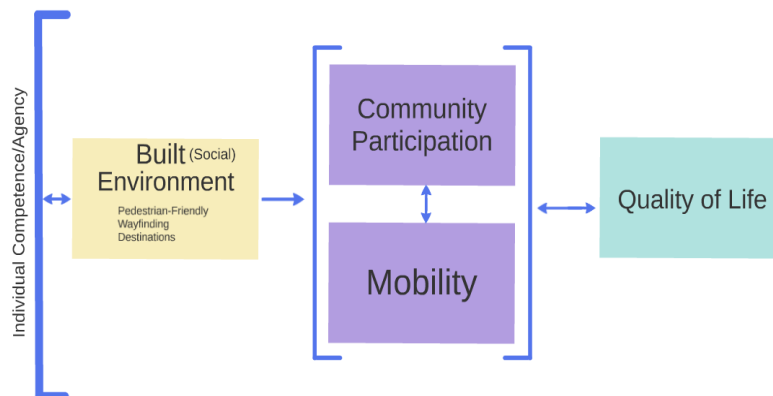 Individual Competence/Agency
Built (Social)
Environment
Pedestrian-Friendly
Wayfinding
Destinations
Community
Participation
Mobility
Quality of Life